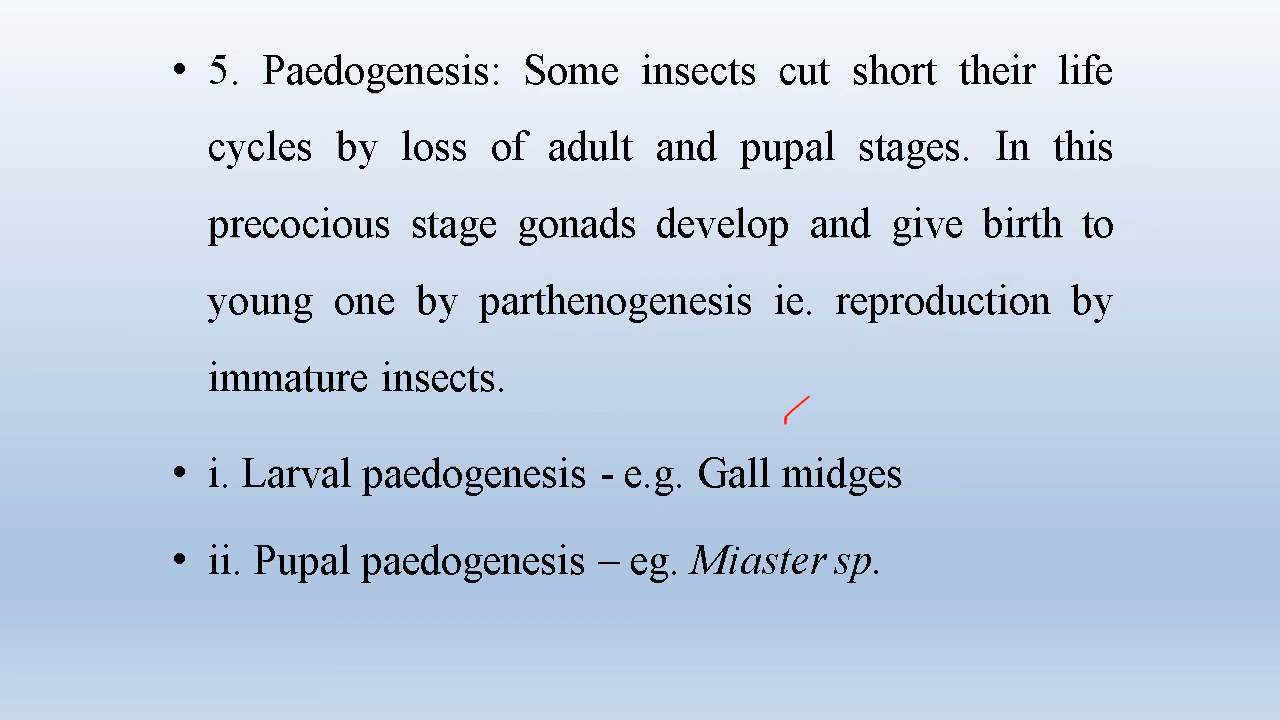 • 5. Paedogenesis: Some insects cut short their life
cycles by loss of adult and pupal stages. In this
precocious stage gonads develop and give birth to
young one by parthenogenesis ie. reproduction by
immature insects.
• i. Larval paedogenesis - e.g. Gall midges
• ii. Pupal paedogenesis – eg. Miaster sp.